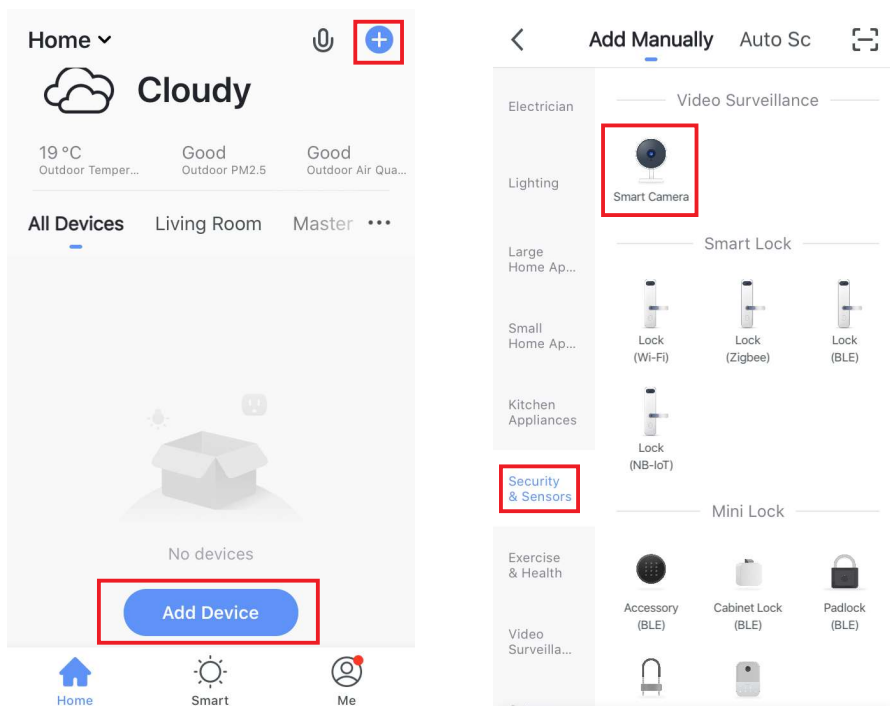 Home
Cloudy
19 °C
Good
Good
Outdoor Temper...
Outdoor PM2.5
Outdoor Air Qua...
All Devices
Living Room
Master
No devices
Add Device
Home
Smart
Me
Add Manually
Auto Sc
Electrician
Lighting
Large
Home Ap...
Small
Home Ap...
Kitchen
Appliances
Security
& Sensors
Exercise
& Health
Video
Surveilla...
Video Surveillance
Smart Camera
Smart Lock
Lock
(Wi-Fi)
Lock
(Zigbee)
Lock
(BLE)
Lock
(NB-IoT)
Mini Lock
Accessory
(BLE)
Cabinet Lock
(BLE)
Padlock
(BLE)